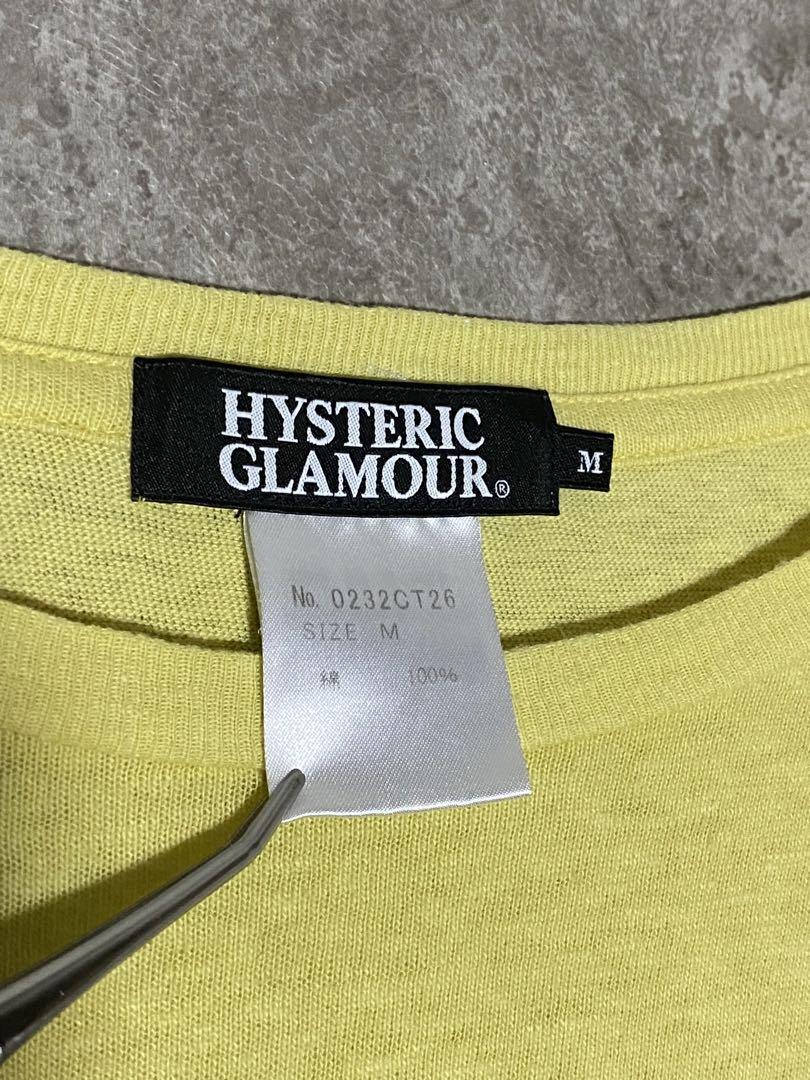 HYSTERIC
GLAMOUR®
M
No. 0232CT26
SIZE M
綿 100%